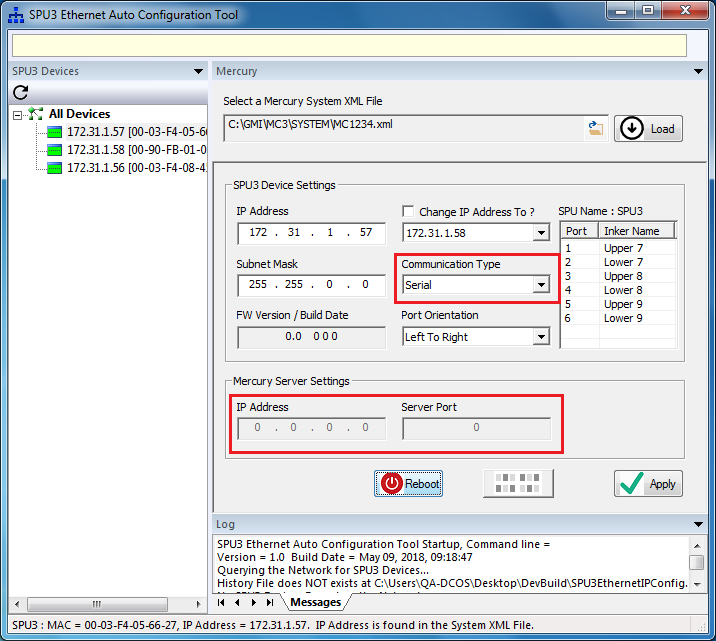 SPU3 Ethernet Auto Configuration Tool
SPU3 Devices
All Devices
172.31.1.57 [00-03-F4-05-6
172.31.1.58 [00-90-FB-01-0
172.31.1.56 [00-03-F4-08-4
Mercury
Select a Mercury System XML File
C:\GMI\MC3\SYSTEM\MC1234.xml
Load
SPU3 Device Settings
IP Address
172 . 31 . 1 . 57
Change IP Address To ?
172.31.1.58
SPU Name : SPU3
Port Inker Name
1 Upper 7
2 Lower 7
3 Upper 8
4 Lower 8
5 Upper 9
6 Lower 9
Subnet Mask
255 . 255 . 0 . 0
Communication Type
Serial
FW Version / Build Date
0.0 0 0 0
Port Orientation
Left To Right
Mercury Server Settings
IP Address
0 . 0 . 0 . 0
Server Port
0
Reboot
Apply
Log
SPU3 Ethernet Auto Configuration Tool Startup, Command line =
Version = 1.0 Build Date = May 09, 2018, 09:18:47
Querying the Network for SPU3 Devices...
History File does NOT exists at C:\Users\QA-DCOS\Desktop\DevBuild\SPU3EthernetIPConfig.
Messages
SPU3 : MAC = 00-03-F4-05-66-27, IP Address = 172.31.1.57. IP Address is found in the System XML File.